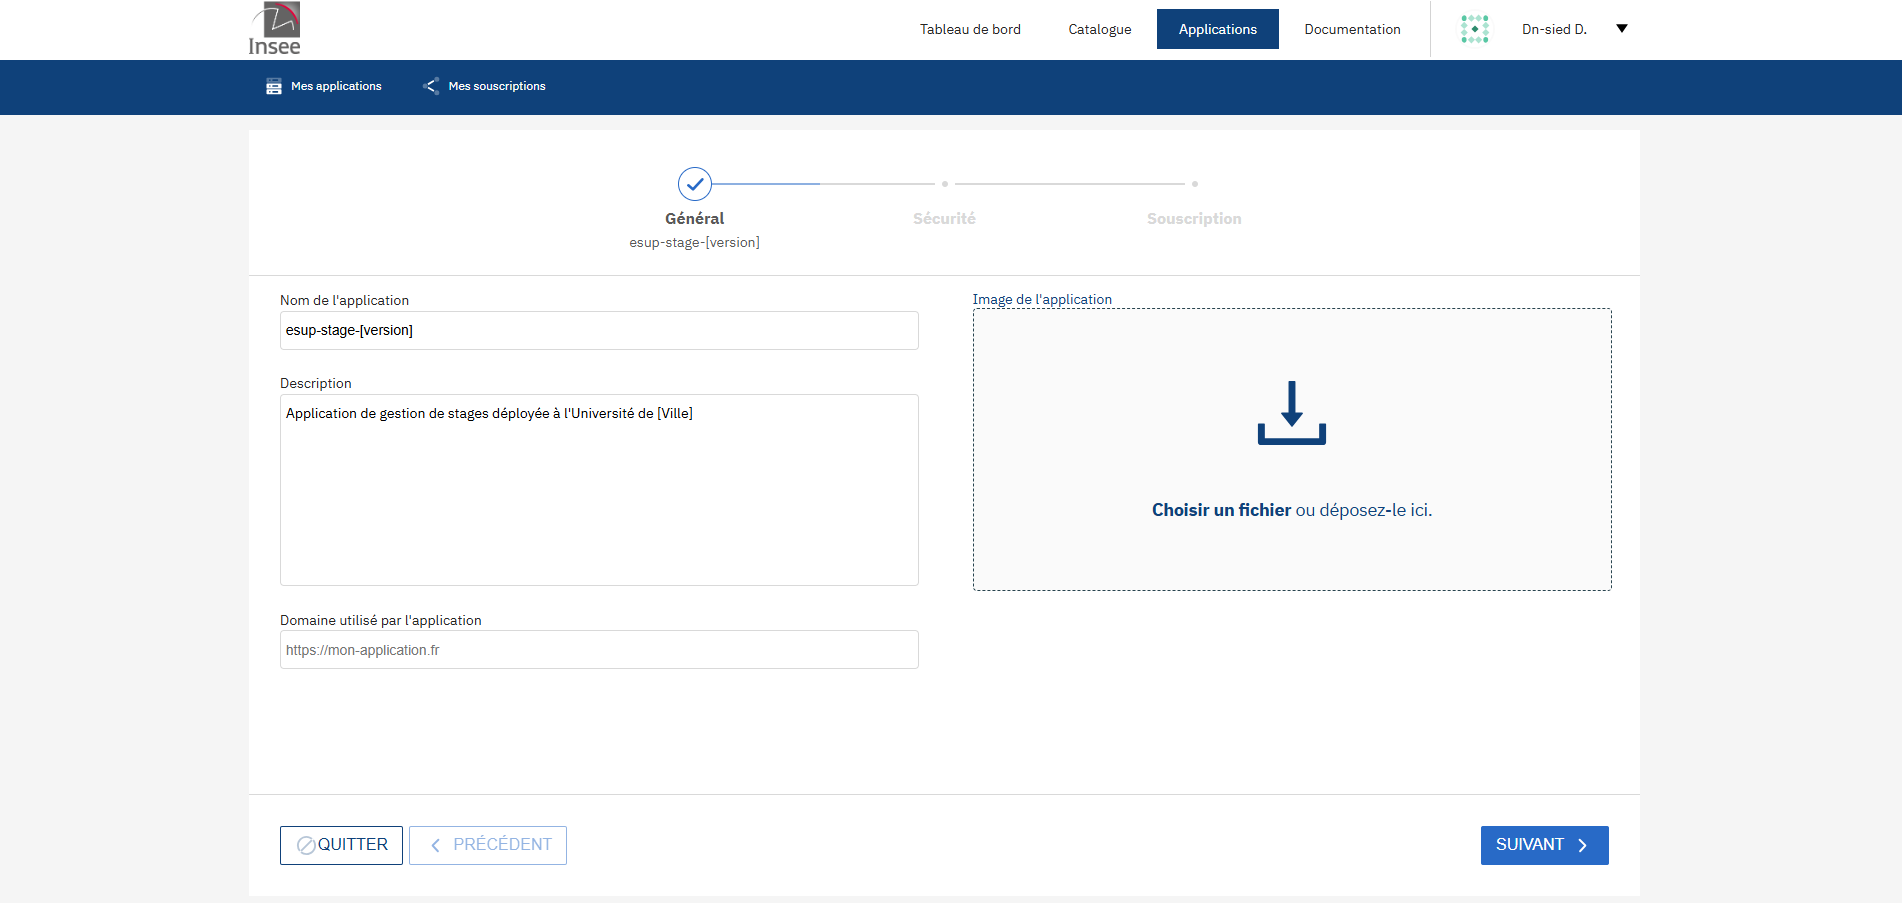 Insee
Tableau de bord
Catalogue
Applications
Documentation
Dn-sied D.
Mes applications
Mes souscriptions
Général
Sécurité
Souscription
esup-stage-[version]
Nom de l'application
esup-stage-[version]
Description
Application de gestion de stages déployée à l'Université de [Ville]
Domaine utilisé par l'application
https://mon-application.fr
Image de l'application
Choisir un fichier ou déposez-le ici.
QUITTER
PRÉCÉDENT
SUIVANT